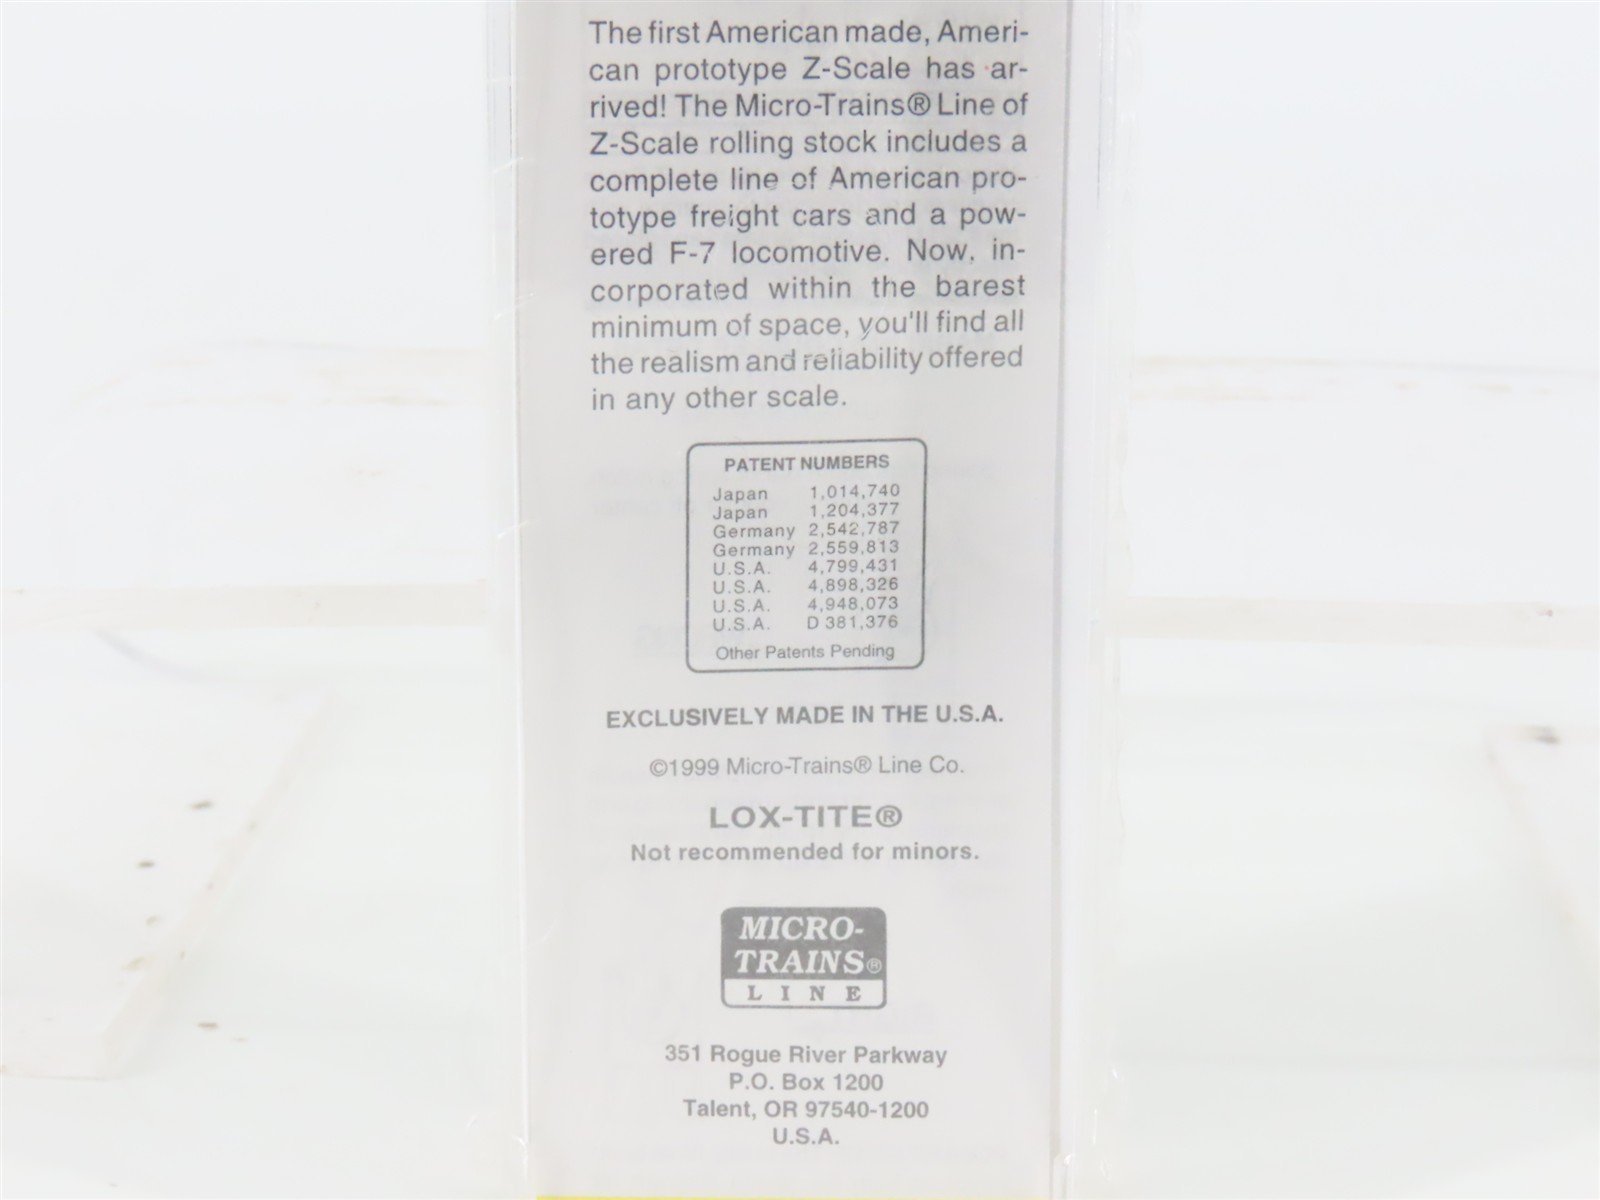 The first American made, Ameri-
can prototype Z-Scale has ar-
rived! The Micro-Trains® Line of
Z-Scale rolling stock includes a
complete line of American pro-
totype freight cars and a pow-
ered F-7 locomotive. Now, in-
corporated within the barest
minimum of space, you'll find all
the realism and reliability offered
in any other scale.
PATENT NUMBERS
Japan 1,014,740
Japan 1,204,377
Germany 2,542,787
Germany 2,559,813
U.S.A. 4,799,431
U.S.A. 4,898,326
U.S.A. 4,948,073
U.S.A. D 381,376
Other Patents Pending
EXCLUSIVELY MADE IN THE U.S.A.
©1999 Micro-Trains® Line Co.
LOX-TITE®
Not recommended for minors.
MICRO-
TRAINS®
LINE
351 Rogue River Parkway
P.O. Box 1200
Talent, OR 97540-1200
U.S.A.